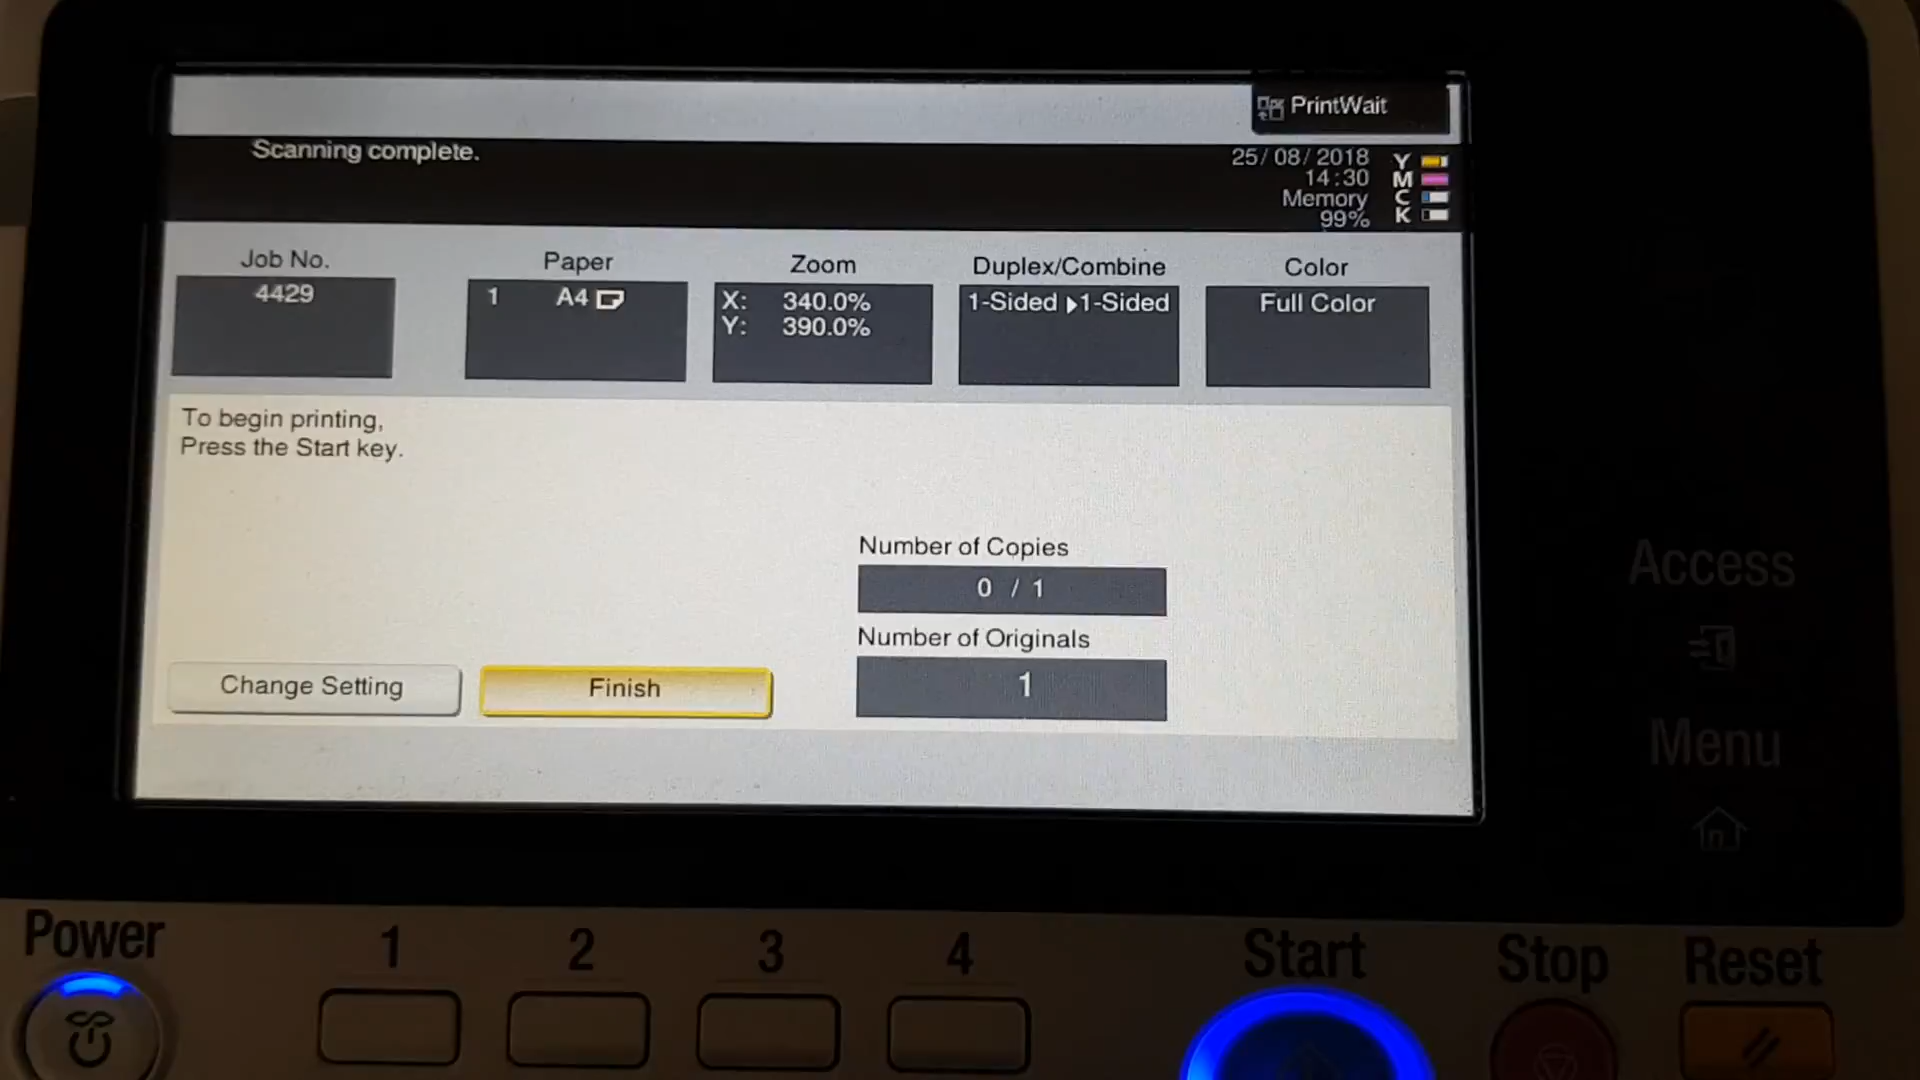 PrintWait
Scanning complete.
25/08/2018
14:30
Memory
99%
Y
M
C
K
Job No.
4429
Paper
1 A4
Zoom
X: 340.0%
Y: 390.0%
Duplex/Combine
1-Sided ▶1-Sided
Color
Full Color
To begin printing,
Press the Start key.
Number of Copies
0 / 1
Number of Originals
1
Change Setting
Finish
Access
Menu
Power
1
2
3
4
Start
Stop
Reset